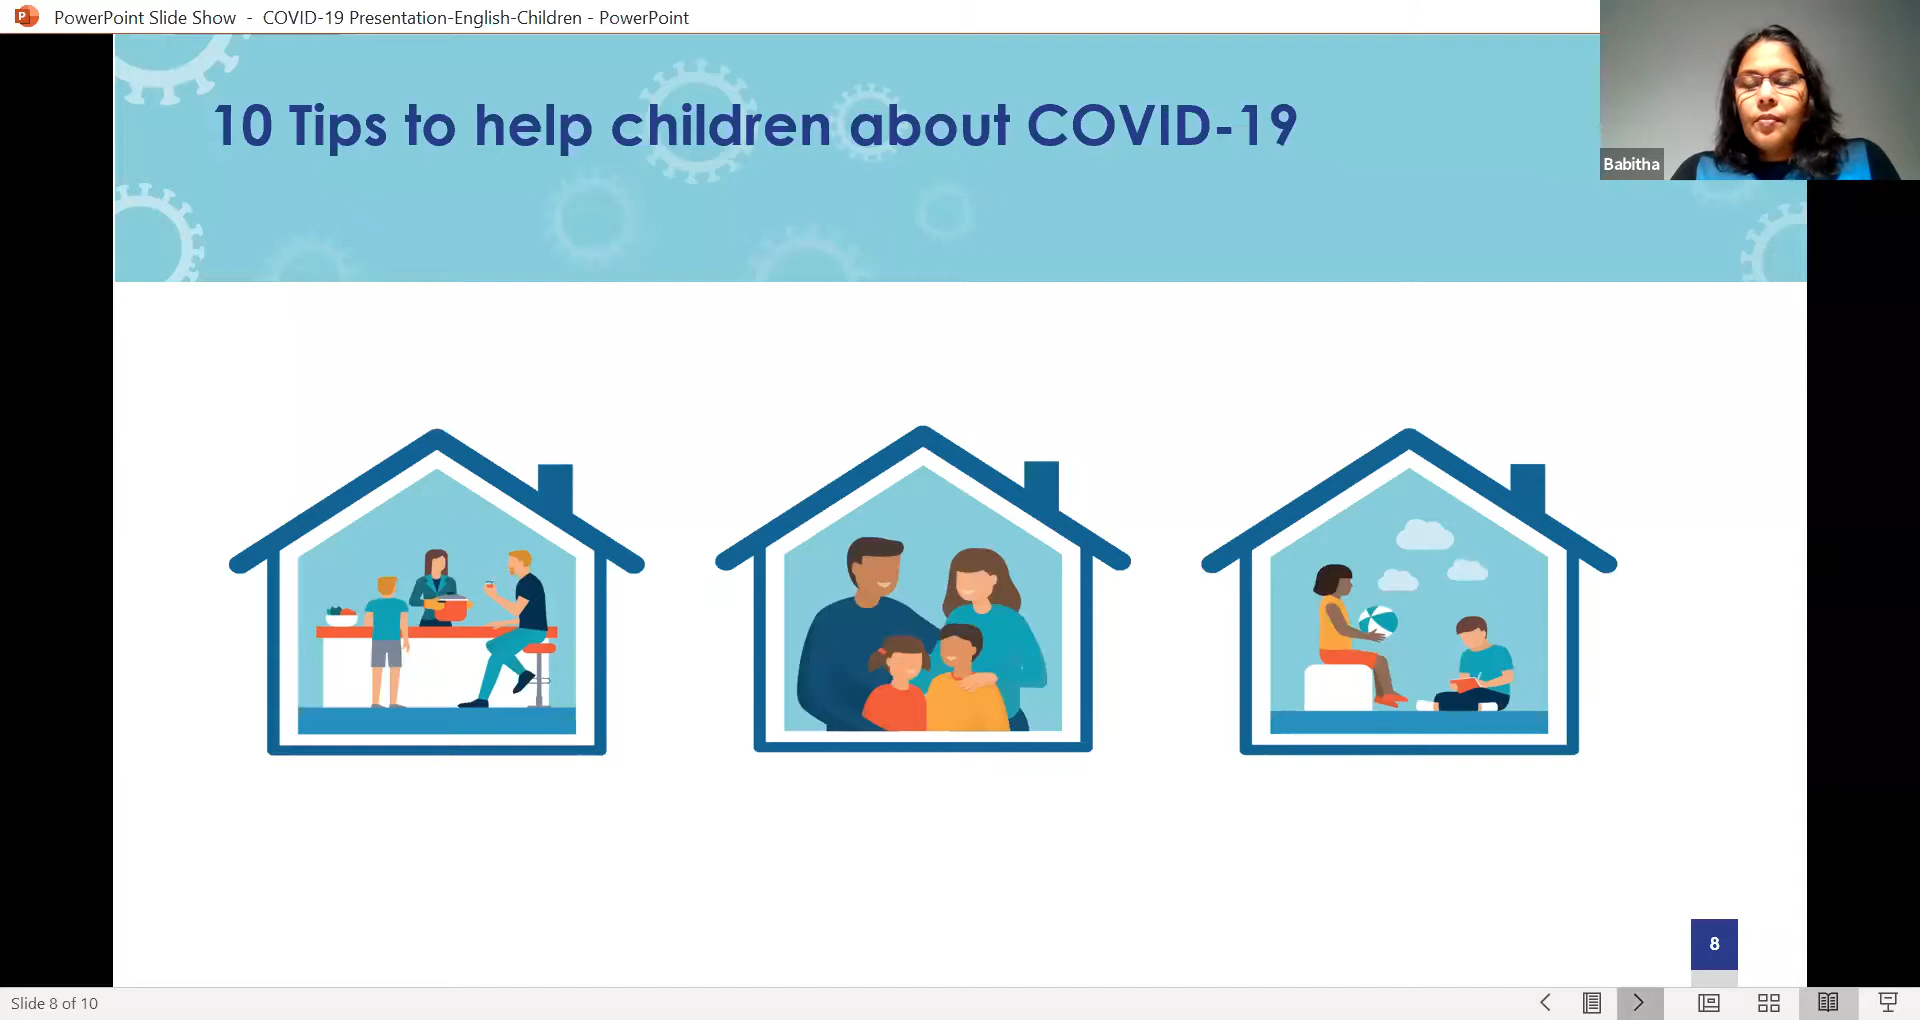 PowerPoint Slide Show - COVID-19 Presentation-English-Children - PowerPoint
10 Tips to help children about COVID-19
Babitha
8
Slide 8 of 10